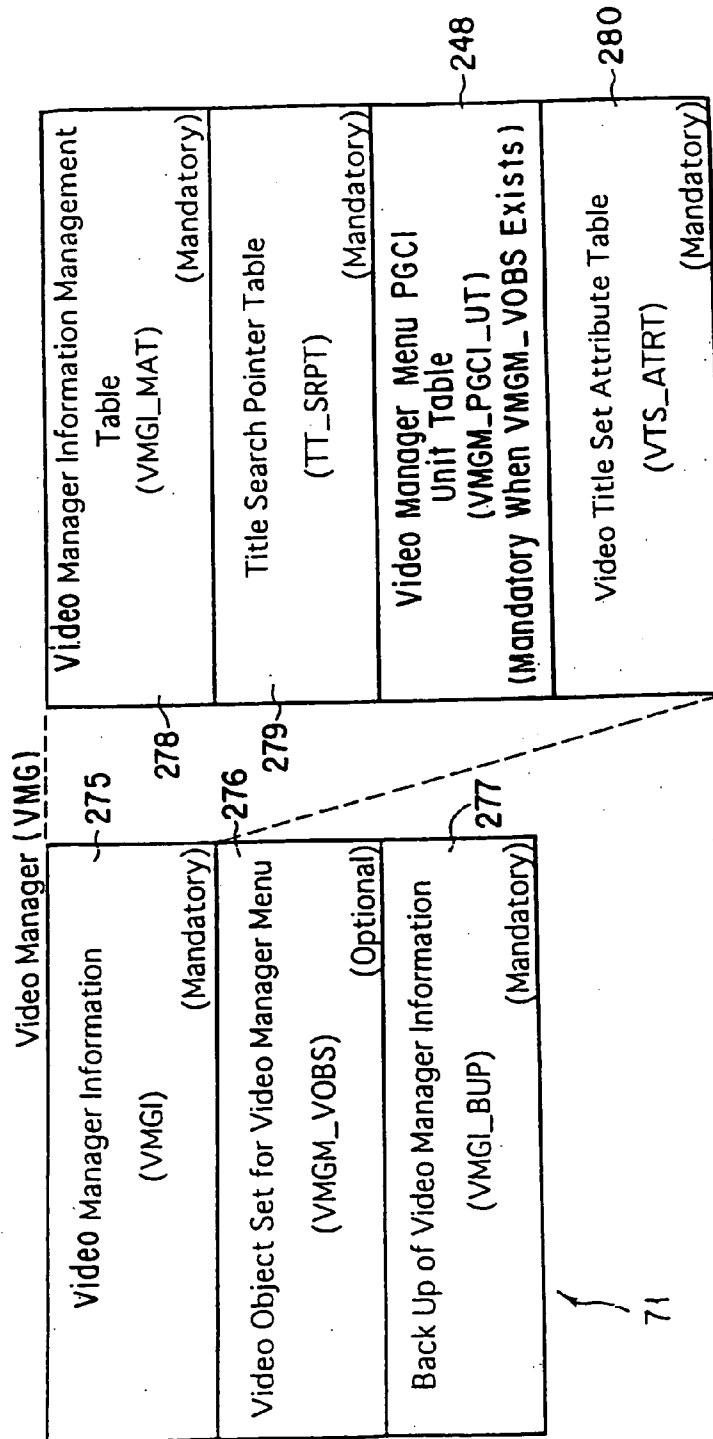 Video Manager (VMG)
275
Video Manager Information
(VMGI)
(Mandatory)
276
Video Object Set for Video Manager Menu
(VMGM_VOBS)
(Optional)
277
Back Up of Video Manager Information
(VMGI_BUP)
(Mandatory)
71
Video Manager Information Management
Table
(VMGI_MAT)
(Mandatory)
278
Title Search Pointer Table
(TT_SRPT)
(Mandatory)
279
Video Manager Menu PGCI
Unit Table
(VMGM_PGCI_UT)
(Mandatory When VMGM_VOBS Exists)
248
Video Title Set Attribute Table
(VTS_ATRT)
(Mandatory)
280